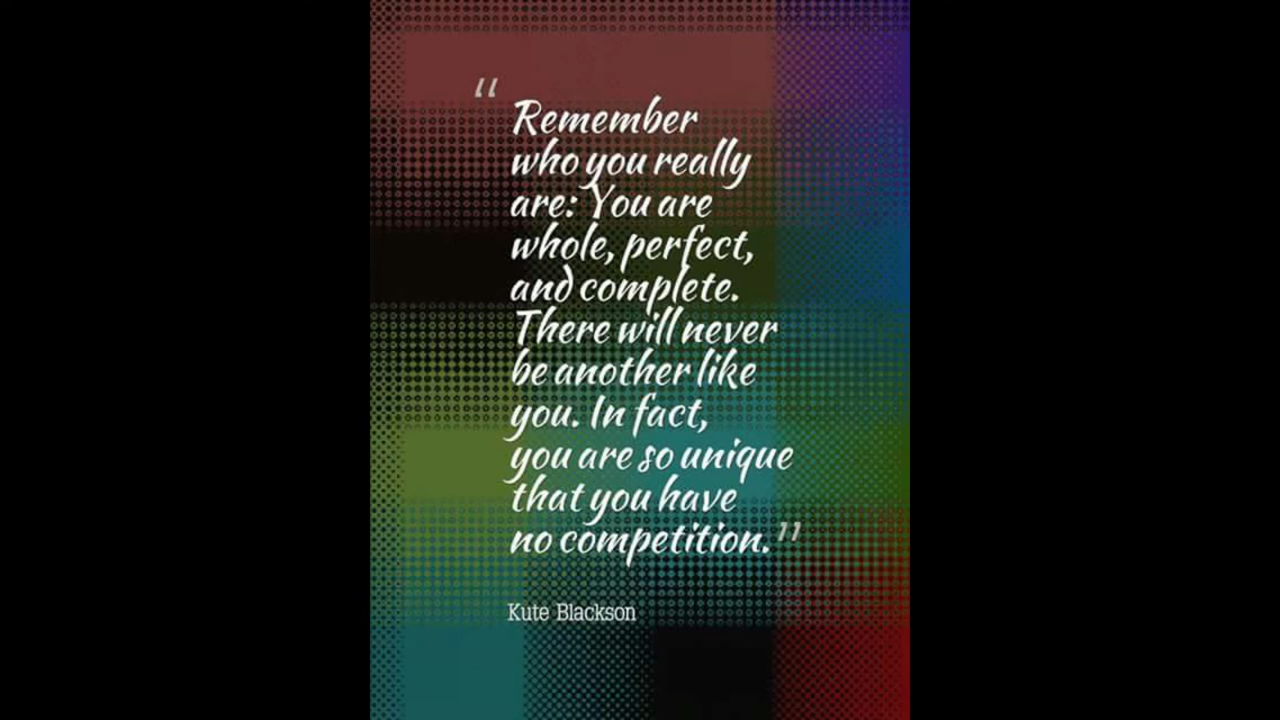 “Remember
who you really
are: You are
whole, perfect,
and complete.
There will never
be another like
you. In fact,
you are so unique
that you have
no competition.”
Kute Blackson